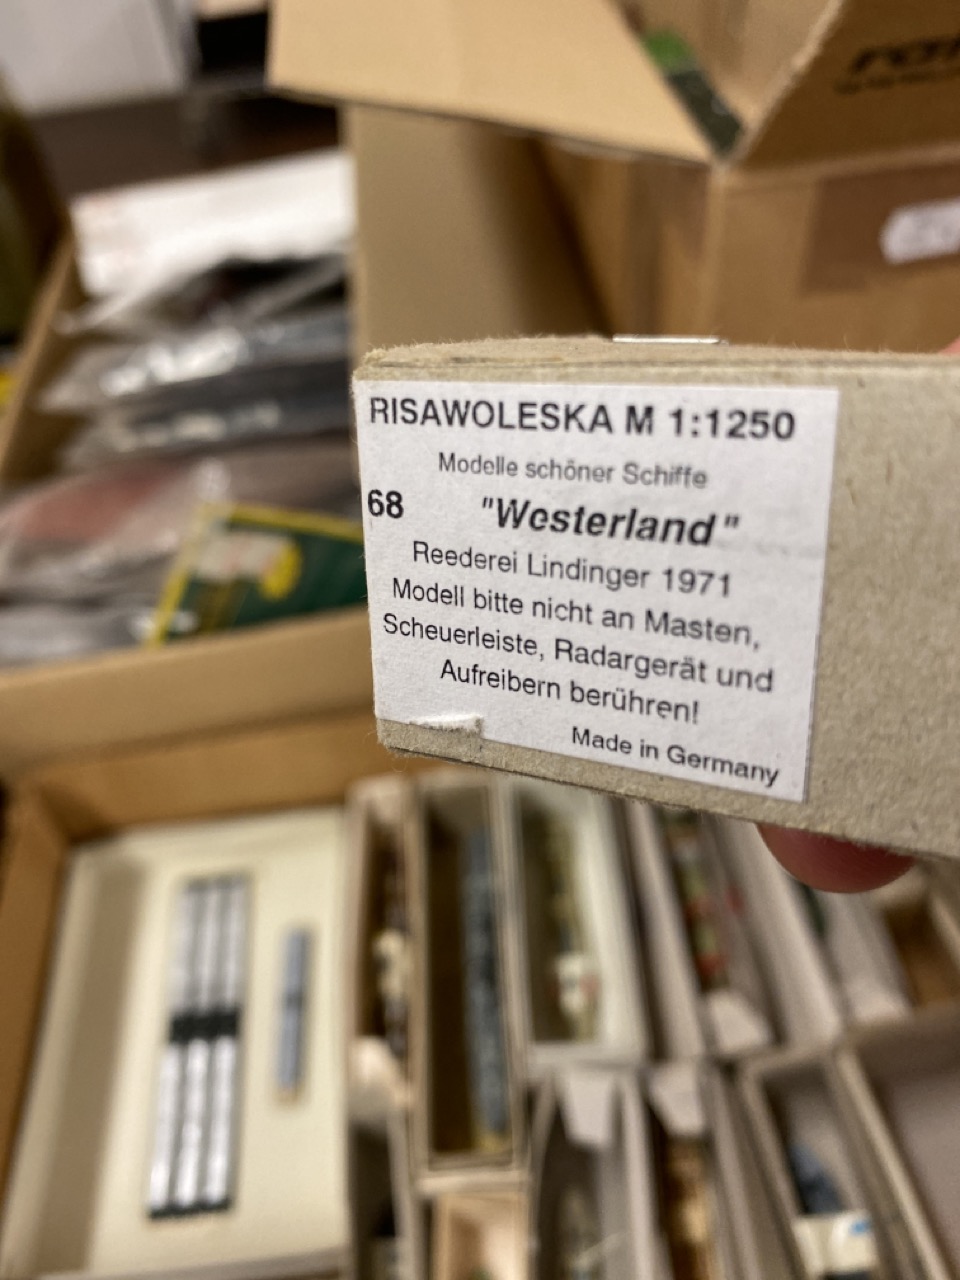 RISAWOLESKA M 1:1250
Modelle schöner Schiffe
68 "Westerland"
Reederei Lindinger 1971
Modell bitte nicht an Masten,
Scheuerleiste, Radargerät und
Aufreibern berühren!
Made in Germany